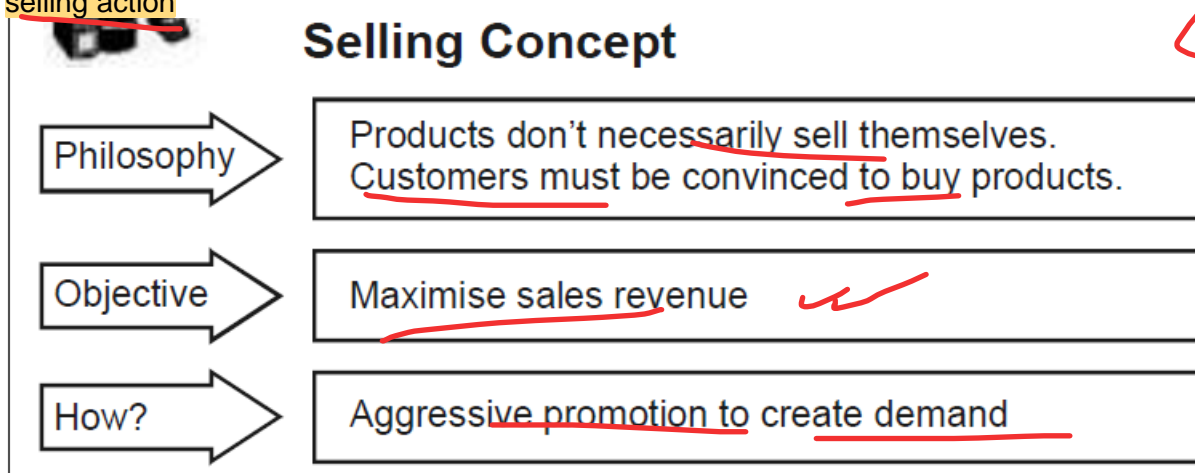 selling action
Selling Concept
Philosophy
Products don't necessarily sell themselves.
Customers must be convinced to buy products.
Objective
Maximise sales revenue
How?
Aggressive promotion to create demand